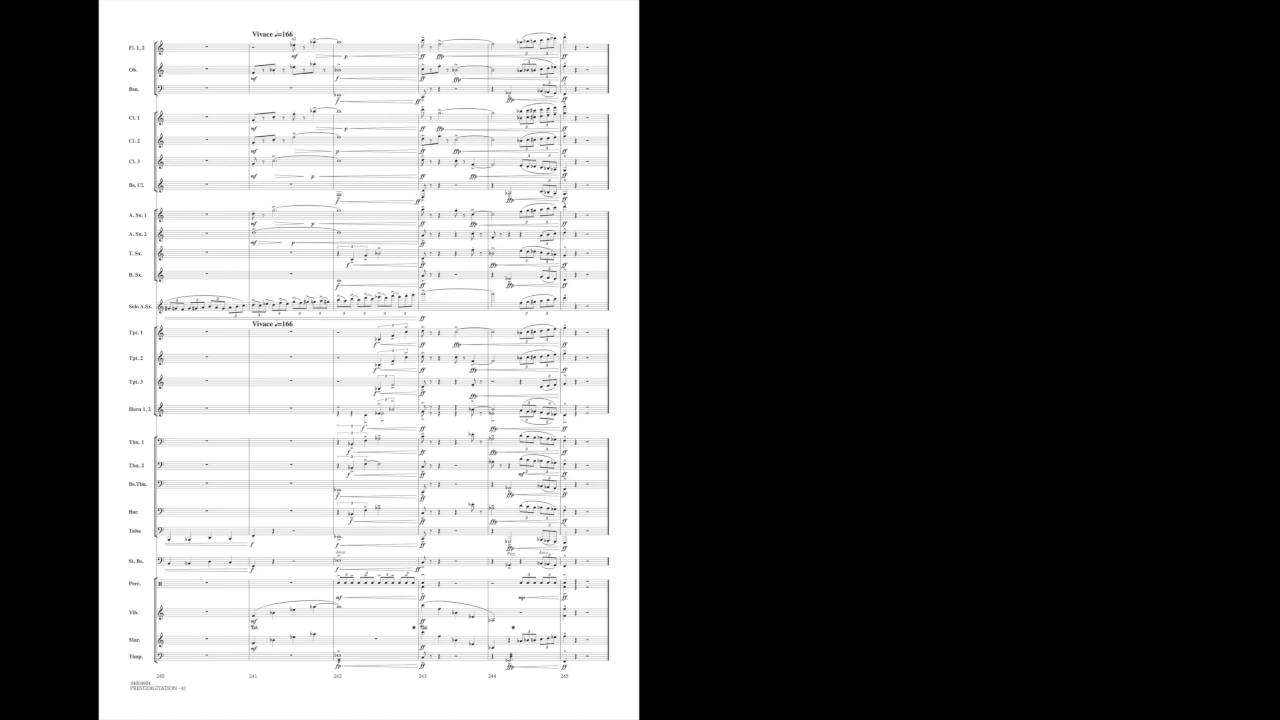 Vivace ♩=166
Fl. 1, 2
Ob.
Bsn.
Cl. 1
Cl. 2
Cl. 3
Bs. Cl.
A. Sx. 1
A. Sx. 2
T. Sx.
B. Sx.
Solo A.Sx.
Vivace ♩=166
Tpt. 1
Tpt. 2
Tpt. 3
Horn 1, 2
Tbn. 1
Tbn. 2
Bs.Tbn.
Bar.
Tuba
St. Bs.
Perc.
Vib.
Mar.
Timp.
240 241 242 243 244 245
PRESTIDIGITATION - 41